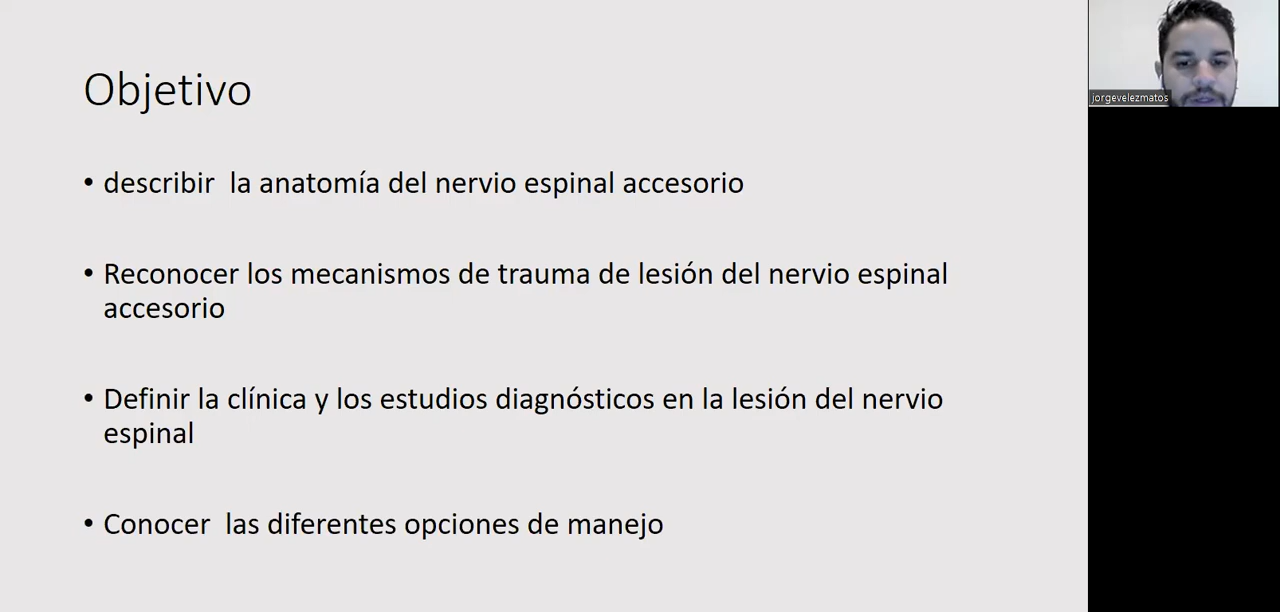 Objetivo
• describir  la anatomía del nervio espinal accesorio
• Reconocer los mecanismos de trauma de lesión del nervio espinal
accesorio
• Definir la clínica y los estudios diagnósticos en la lesión del nervio
espinal
• Conocer  las diferentes opciones de manejo
jorgevelezmatos